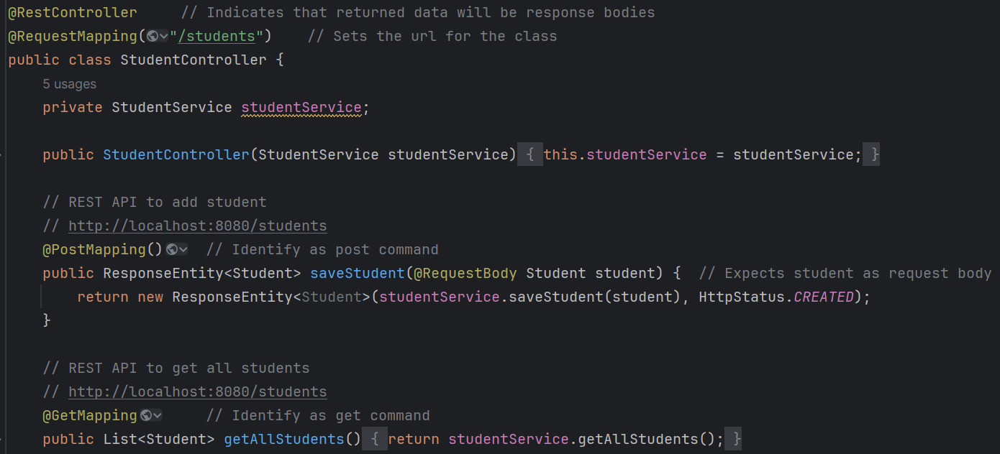 @RestController     // Indicates that returned data will be response bodies
@RequestMapping("/students")    // Sets the url for the class
public class StudentController {
5 usages
private StudentService studentService;
public StudentController(StudentService studentService) { this.studentService = studentService; }
// REST API to add student
// http://localhost:8080/students
@PostMapping()  // Identify as post command
public ResponseEntity<Student> saveStudent(@RequestBody Student student) {  // Expects student as request body
return new ResponseEntity<Student>(studentService.saveStudent(student), HttpStatus.CREATED);
}
// REST API to get all students
// http://localhost:8080/students
@GetMapping     // Identify as get command
public List<Student> getAllStudents() { return studentService.getAllStudents(); }